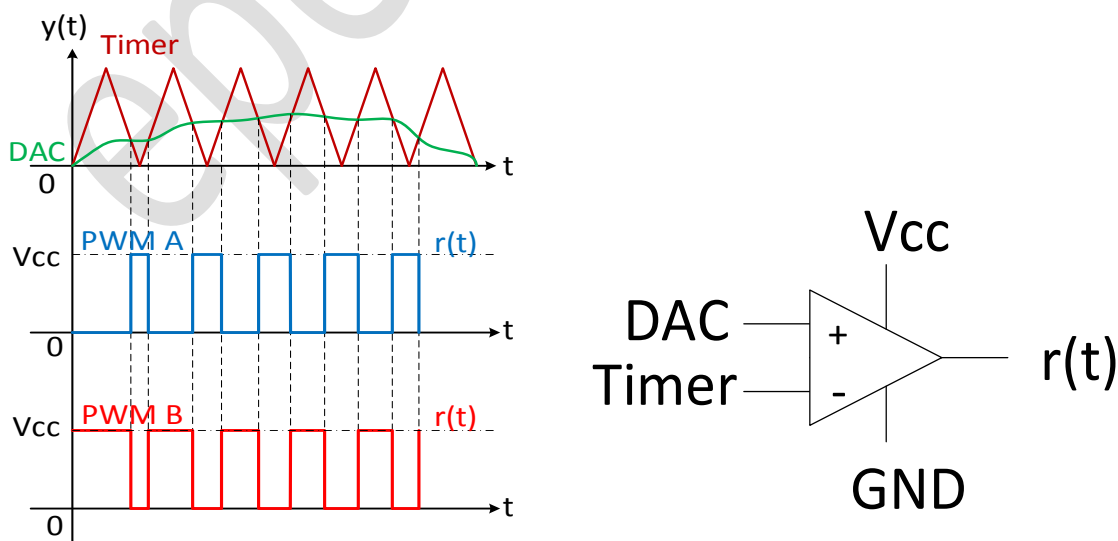 y(t)
Timer
DAC
0
t
PWM A
r(t)
Vcc
0
t
PWM B
r(t)
Vcc
0
t
Vcc
DAC
+
Timer
-
r(t)
GND